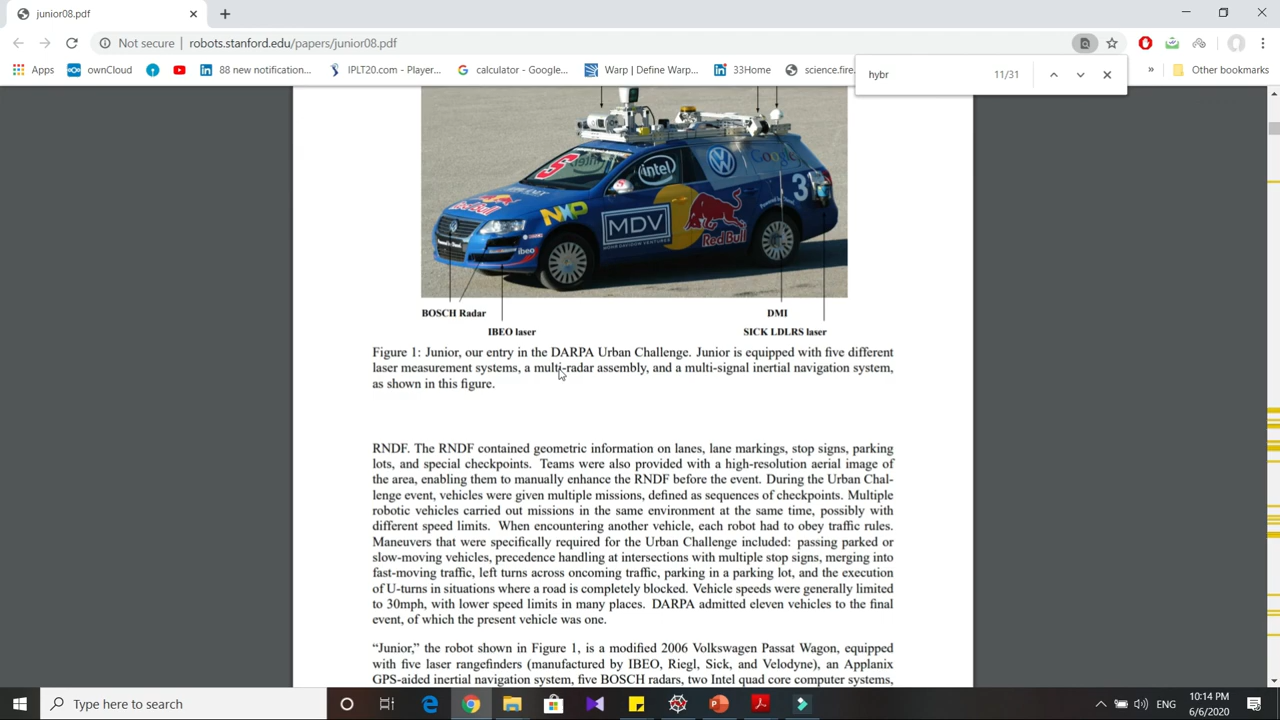 junior08.pdf
Not secure
robots.stanford.edu/papers/junior08.pdf
Apps
ownCloud
88 new notification...
IPLT20.com - Player...
calculator - Google...
Warp | Define Warp...
33Home
science.fire
Other bookmarks
hybr
11/31
intel
Google
3
NXP
MDV
Red Bull
ibeo
BOSCH Radar
DMI
IBEO laser
SICK LDLRS laser
Figure 1: Junior, our entry in the DARPA Urban Challenge. Junior is equipped with five different
laser measurement systems, a multi-radar assembly, and a multi-signal inertial navigation system,
as shown in this figure.
RNDF. The RNDF contained geometric information on lanes, lane markings, stop signs, parking
lots, and special checkpoints. Teams were also provided with a high-resolution aerial image of
the area, enabling them to manually enhance the RNDF before the event. During the Urban Chal-
lenge event, vehicles were given multiple missions, defined as sequences of checkpoints. Multiple
robotic vehicles carried out missions in the same environment at the same time, possibly with
different speed limits. When encountering another vehicle, each robot had to obey traffic rules.
Maneuvers that were specifically required for the Urban Challenge included: passing parked or
slow-moving vehicles, precedence handling at intersections with multiple stop signs, merging into
fast-moving traffic, left turns across oncoming traffic, parking in a parking lot, and the execution
of U-turns in situations where a road is completely blocked. Vehicle speeds were generally limited
to 30mph, with lower speed limits in many places. DARPA admitted eleven vehicles to the final
event, of which the present vehicle was one.
“Junior,” the robot shown in Figure 1, is a modified 2006 Volkswagen Passat Wagon, equipped
with five laser rangefinders (manufactured by IBEO, Riegl, Sick, and Velodyne), an Applanix
GPS-aided inertial navigation system, five BOSCH radars, two Intel quad core computer systems,
Type here to search
ENG
10:14 PM
6/6/2020